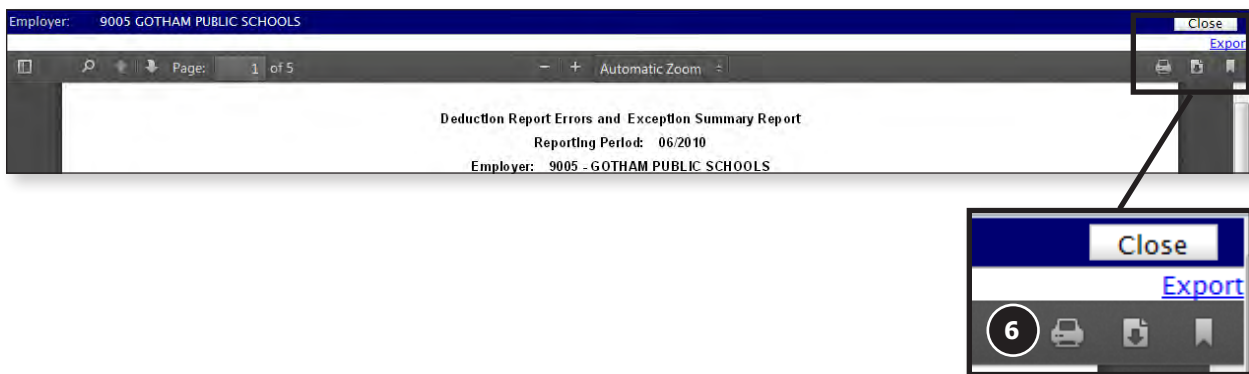 Employer: 9005 GOTHAM PUBLIC SCHOOLS Close
Expor
Page: 1 of 5 − + Automatic Zoom
Deduction Report Errors and Exception Summary Report
Reporting Period: 06/2010
Employer: 9005 - GOTHAM PUBLIC SCHOOLS
Close
Export
6